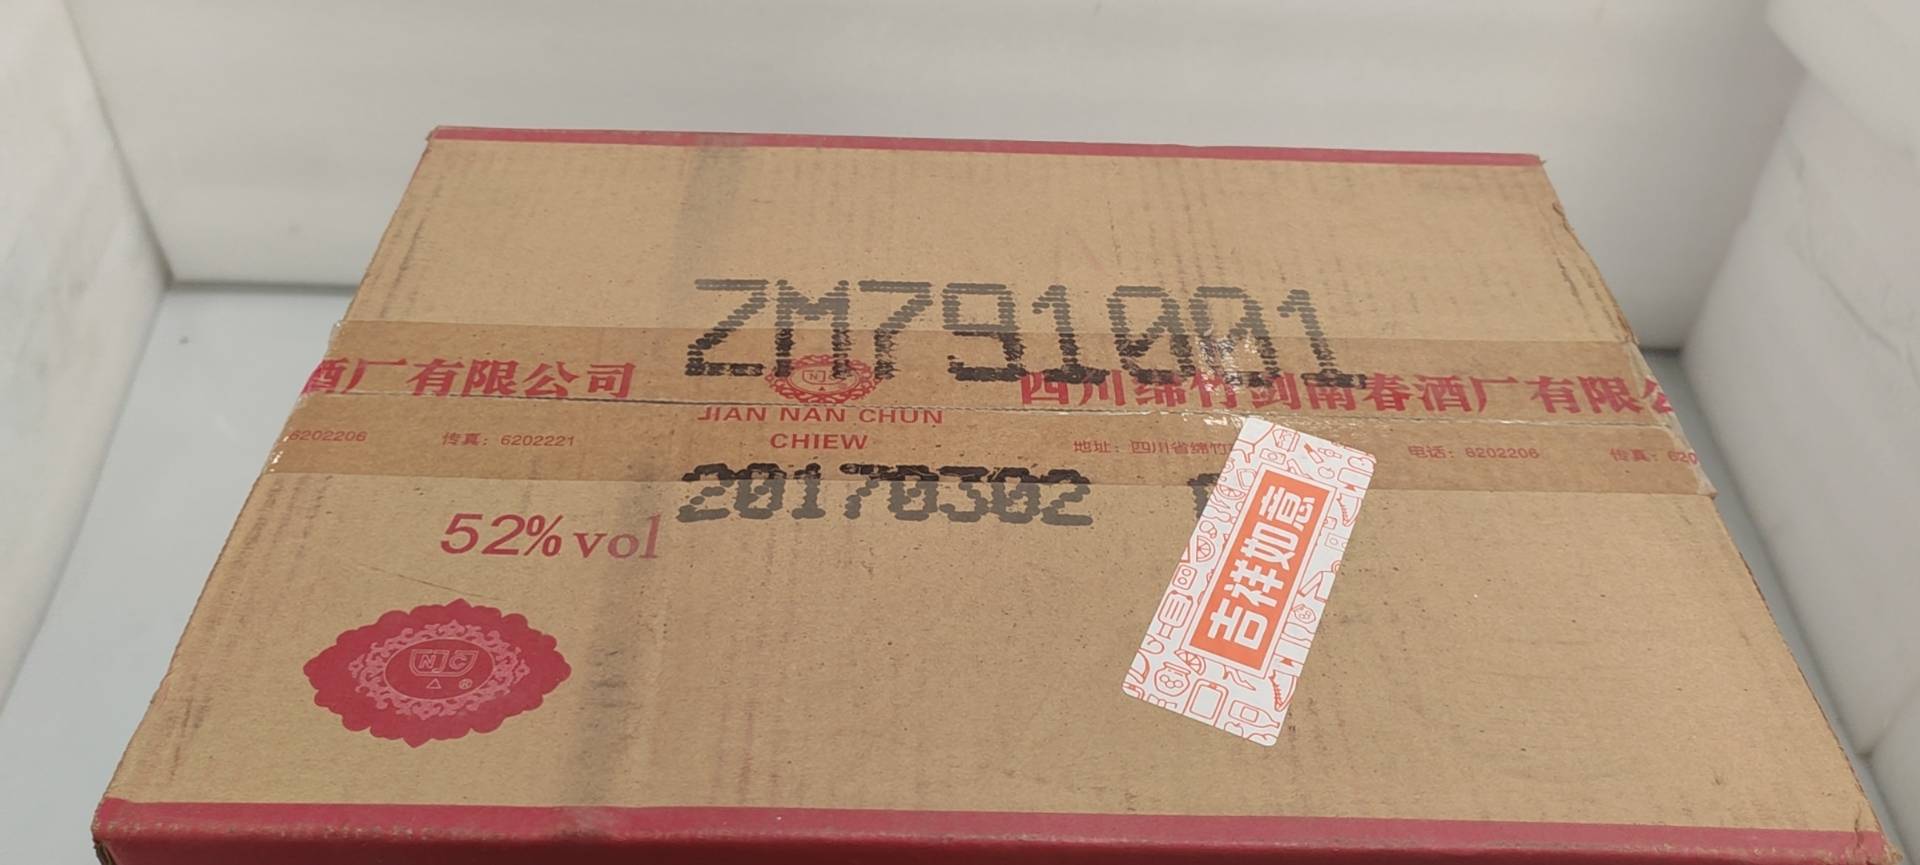 ZM791001
酒厂有限公司
四川绵竹剑南春酒厂有限公
JIAN NAN CHUN
CHIEW
6202206
传真：6202221
地址：四川省绵竹
电话：6202206
传真：620
20170302
52% vol
吉祥如意
NJC
®